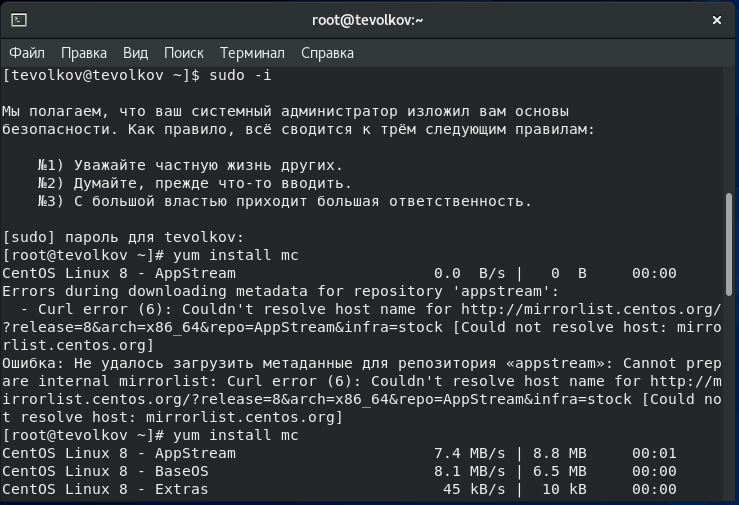 root@tevolkov:~
Файл Правка Вид Поиск Терминал Справка
[tevolkov@tevolkov ~]$ sudo -i
Мы полагаем, что ваш системный администратор изложил вам основы
безопасности. Как правило, всё сводится к трём следующим правилам:
№1) Уважайте частную жизнь других.
№2) Думайте, прежде что-то вводить.
№3) С большой властью приходит большая ответственность.
[sudo] пароль для tevolkov:
[root@tevolkov ~]# yum install mc
CentOS Linux 8 - AppStream 0.0 B/s | 0 B 00:00
Errors during downloading metadata for repository 'appstream':
- Curl error (6): Couldn't resolve host name for http://mirrorlist.centos.org/
?release=8&arch=x86_64&repo=AppStream&infra=stock [Could not resolve host: mirro
rlist.centos.org]
Ошибка: Не удалось загрузить метаданные для репозитория «appstream»: Cannot prep
are internal mirrorlist: Curl error (6): Couldn't resolve host name for http://m
irrorlist.centos.org/?release=8&arch=x86_64&repo=AppStream&infra=stock [Could no
t resolve host: mirrorlist.centos.org]
[root@tevolkov ~]# yum install mc
CentOS Linux 8 - AppStream 7.4 MB/s | 8.8 MB 00:01
CentOS Linux 8 - BaseOS 8.1 MB/s | 6.5 MB 00:00
CentOS Linux 8 - Extras 45 kB/s | 10 kB 00:00